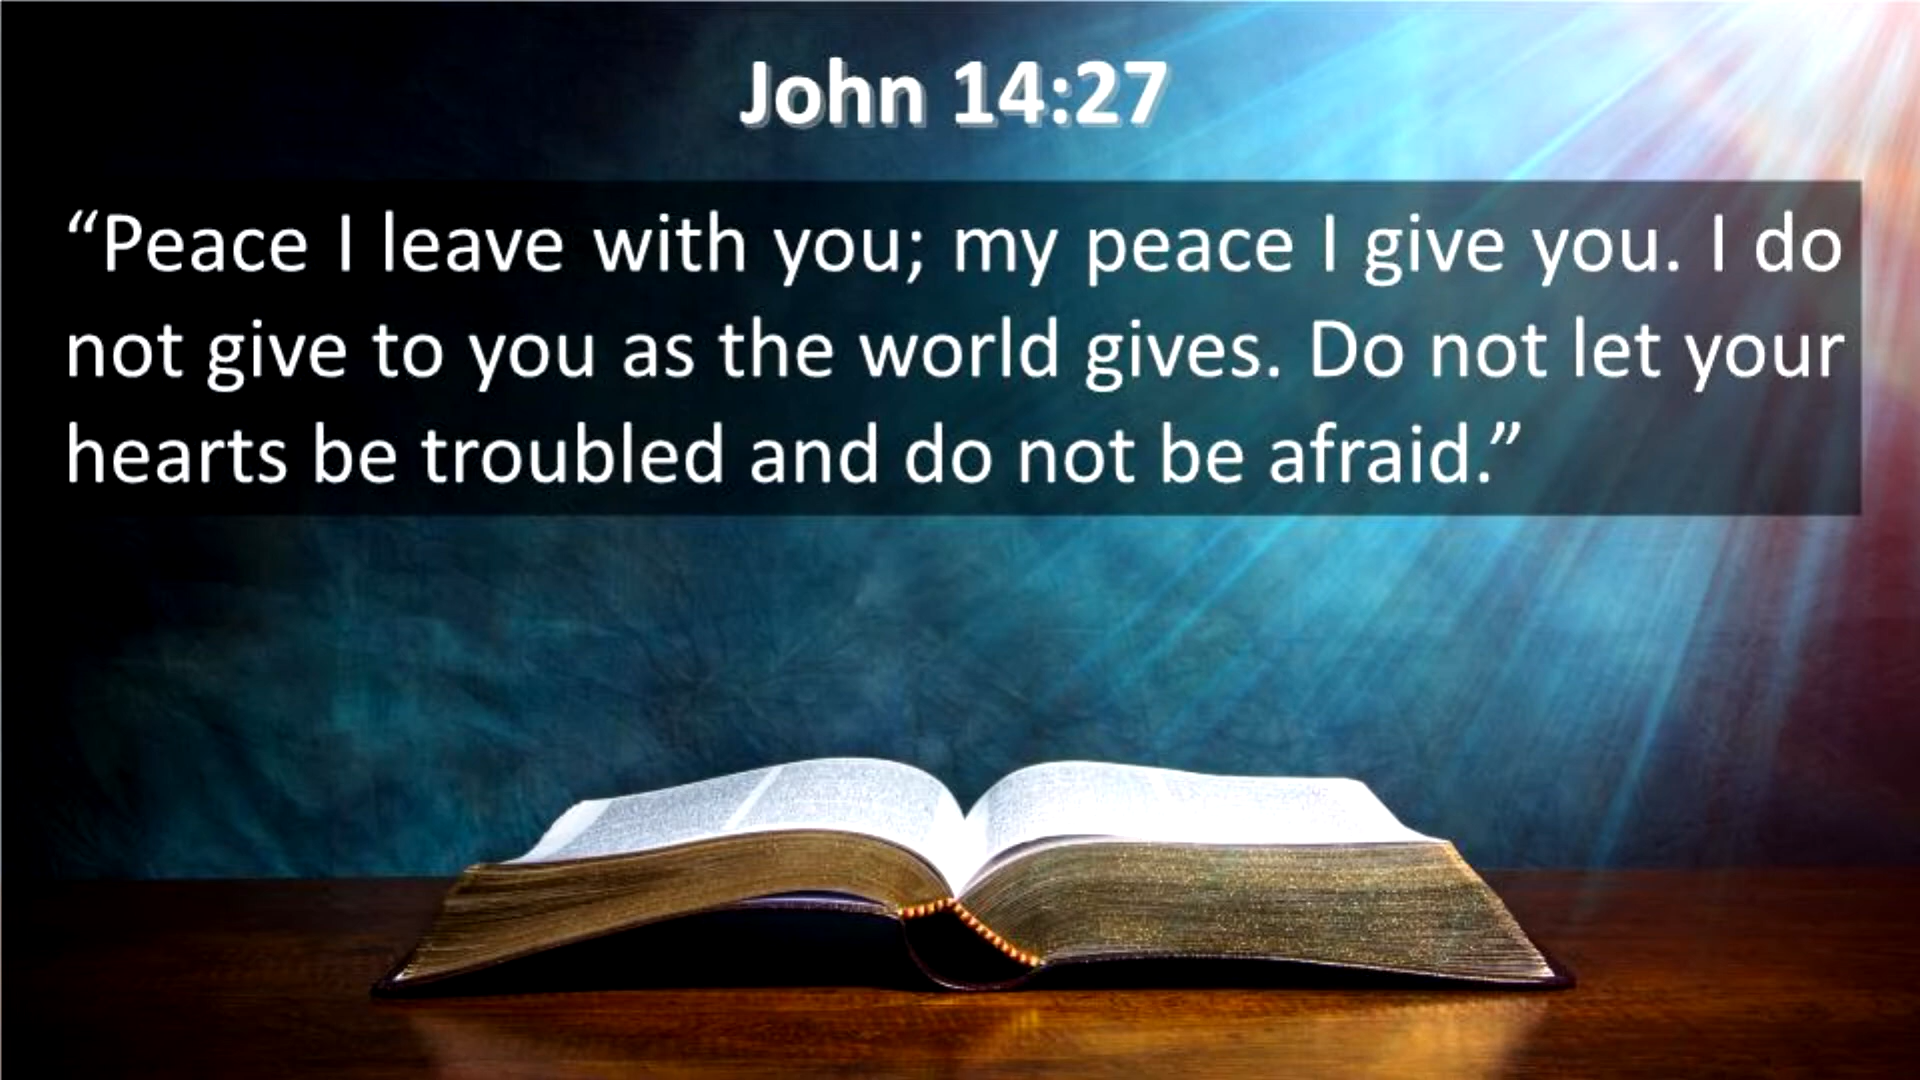 John 14:27
“Peace I leave with you; my peace I give you. I do
not give to you as the world gives. Do not let your
hearts be troubled and do not be afraid.”